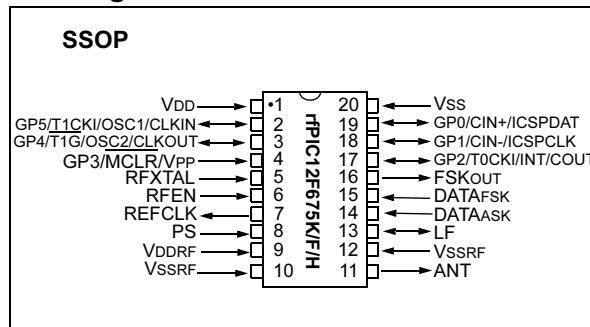 SSOP
VDD 1 20 VSS
GP5/T1CKI/OSC1/CLKIN 2 19 GP0/CIN+/ICSPDAT
GP4/T1G/OSC2/CLKOUT 3 18 GP1/CIN-/ICSPCLK
GP3/MCLR/VPP 4 17 GP2/T0CKI/INT/COUT
RFXTAL 5 16 FSKOUT
RFEN 6 15 DATAFSK
REFCLK 7 14 DATAASK
PS 8 13 LF
VDDRF 9 12 VSSRF
VSSRF 10 11 ANT
rfPIC12F675K/F/H